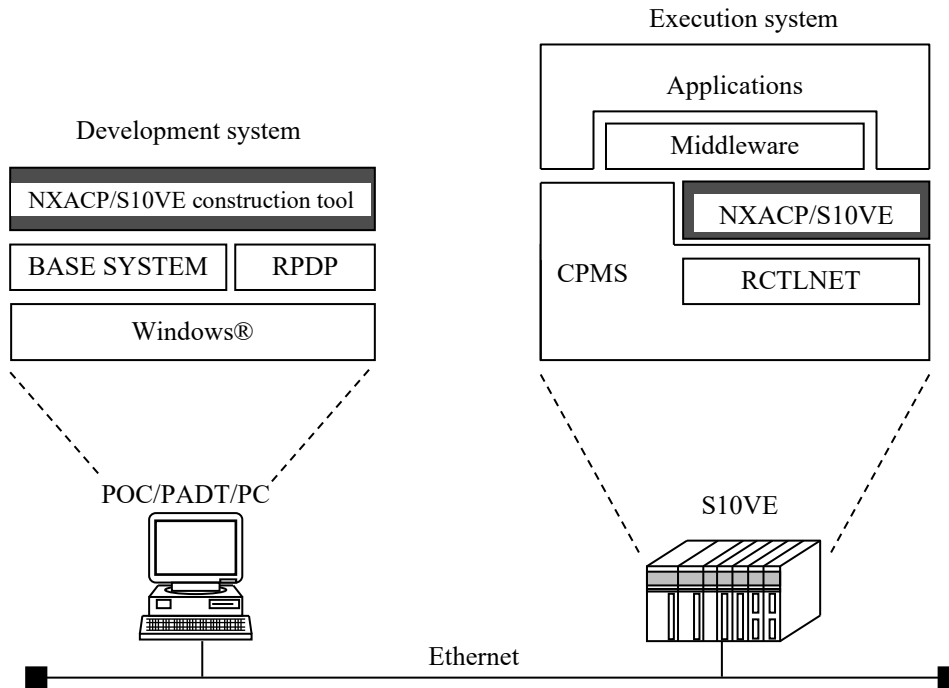 Execution system
Applications
Development system
Middleware
NXACP/S10VE construction tool
NXACP/S10VE
BASE SYSTEM
RPDP
CPMS
RCTLNET
Windows®
POC/PADT/PC
S10VE
Ethernet